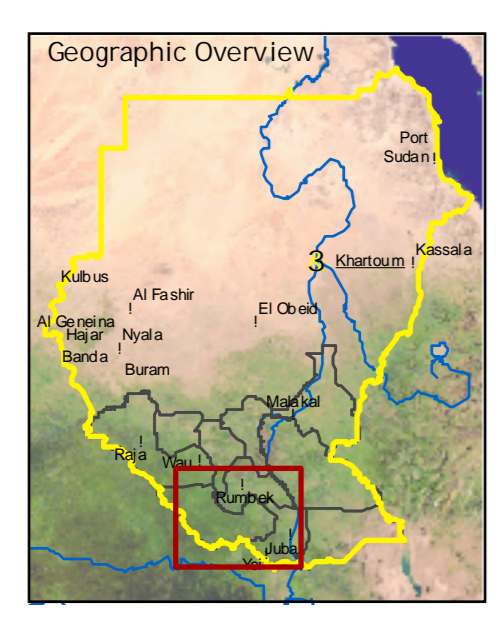 Geographic Overview
Port
Sudan!
Kassala
!
3 Khartoum
Kulbus
Al Fashir
!
El Obeid
!
Al Geneina
Hajar
Nyala
!
Banda
Buram
Malakal
!
Raja
!
Wau!
!
Rumbek
!
Juba
Yei